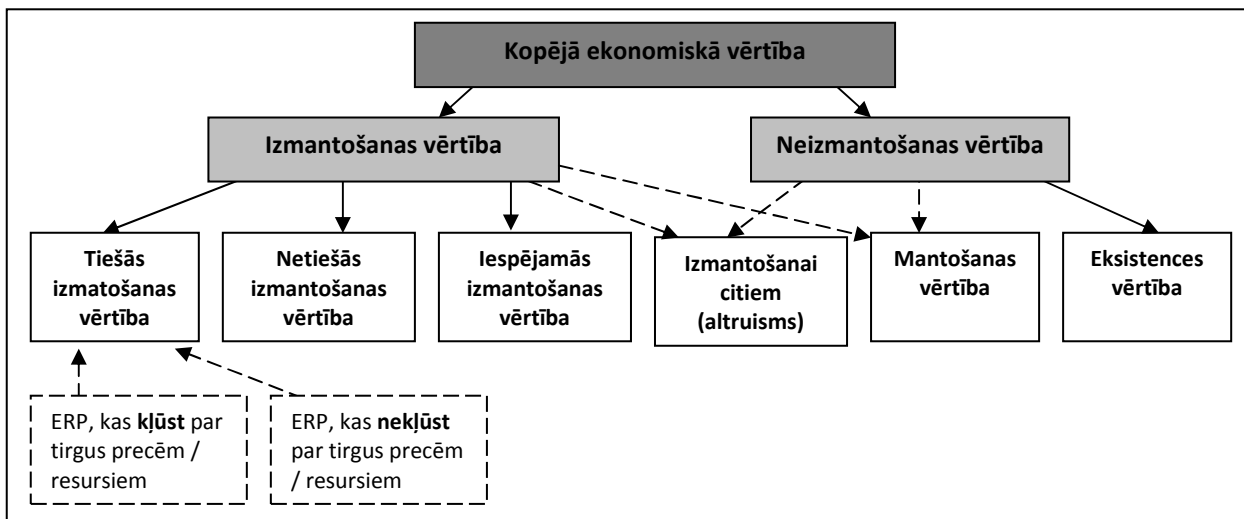 Kopējā ekonomiskā vērtība
Izmantošanas vērtība
Neizmantošanas vērtība
Tiešās
izmatošanas
vērtība
Netiešās
izmantošanas
vērtība
Iespējamās
izmantošanas
vērtība
Izmantošanai
citiem
(altruisms)
Mantošanas
vērtība
Eksistences
vērtība
ERP, kas kļūst par
tirgus precēm /
resursiem
ERP, kas nekļūst
par tirgus precēm
/ resursiem